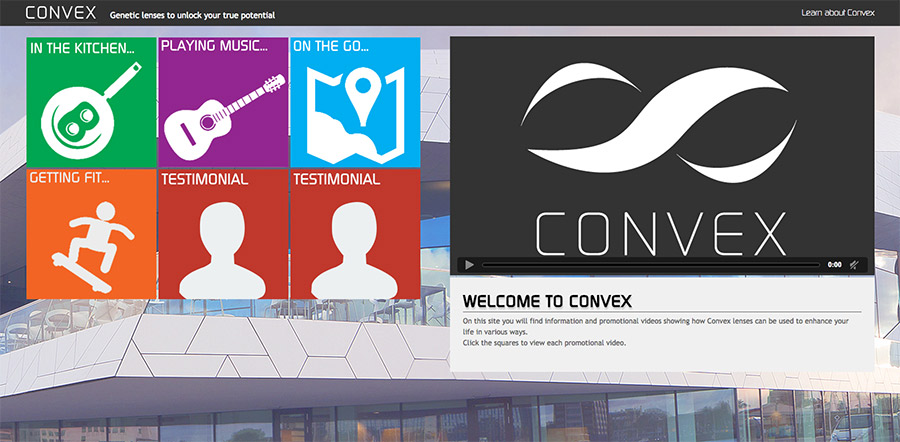 CONVEX
Genetic lenses to unlock your true potential
Learn about Convex
IN THE KITCHEN...
PLAYING MUSIC...
ON THE GO...
GETTING FIT...
TESTIMONIAL
TESTIMONIAL
CONVEX
0:00
WELCOME TO CONVEX
On this site you will find information and promotional videos showing how Convex lenses can be used to enhance your
life in various ways.
Click the squares to view each promotional video.